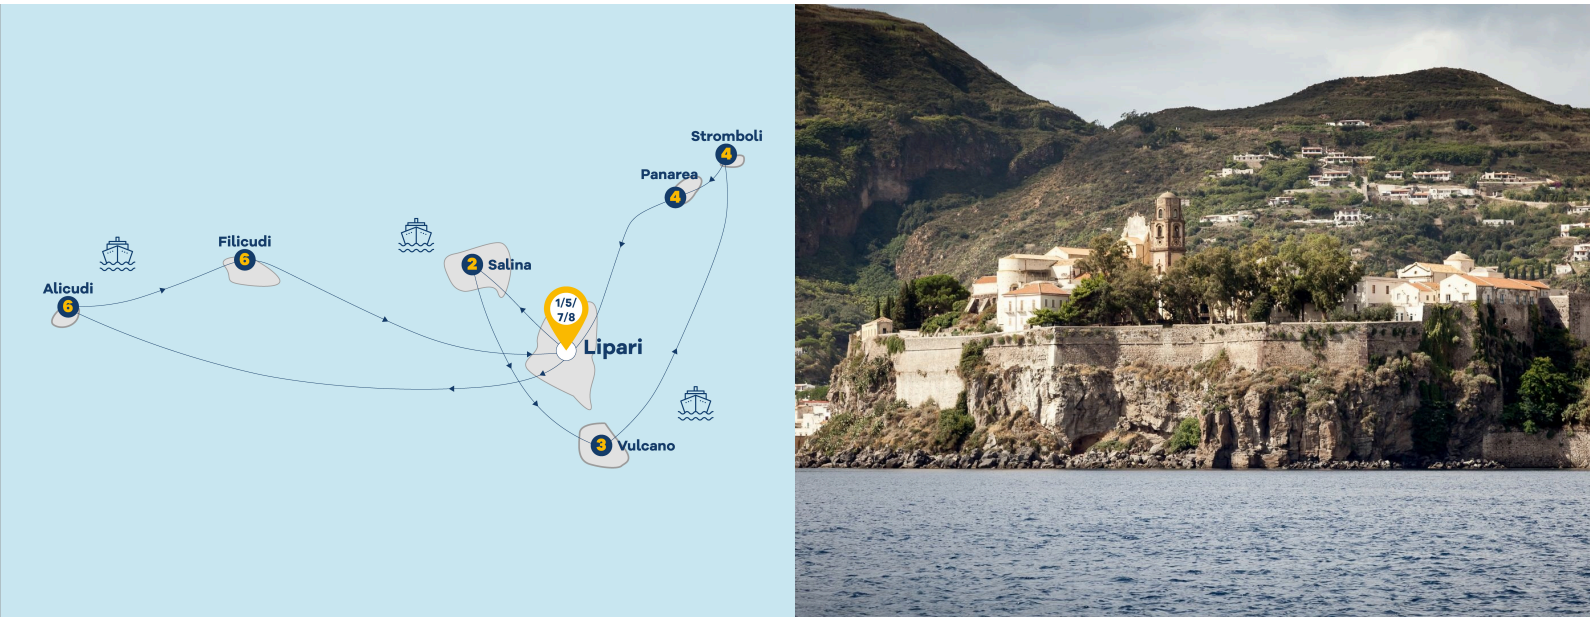 Stromboli
4
Panarea
4
Filicudi
6
Salina
2
Alicudi
6
1/5/
7/8
Lipari
3
Vulcano